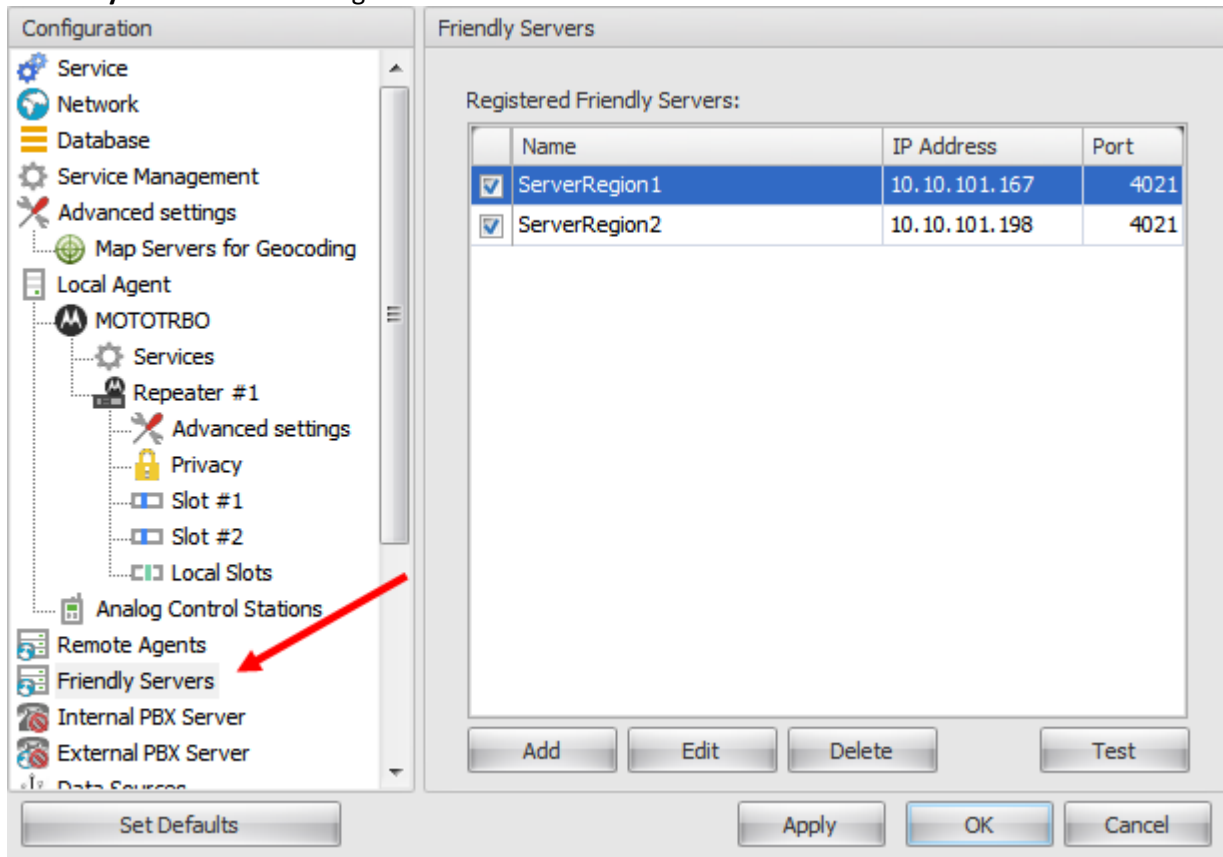 Configuration
Service
Network
Database
Service Management
Advanced settings
Map Servers for Geocoding
Local Agent
MOTOTRBO
Services
Repeater #1
Advanced settings
Privacy
Slot #1
Slot #2
Local Slots
Analog Control Stations
Remote Agents
Friendly Servers
Internal PBX Server
External PBX Server
Data Sources
Set Defaults
Friendly Servers
Registered Friendly Servers:
Name IP Address Port
ServerRegion1 10.10.101.167 4021
ServerRegion2 10.10.101.198 4021
Add Edit Delete Test
Apply OK Cancel